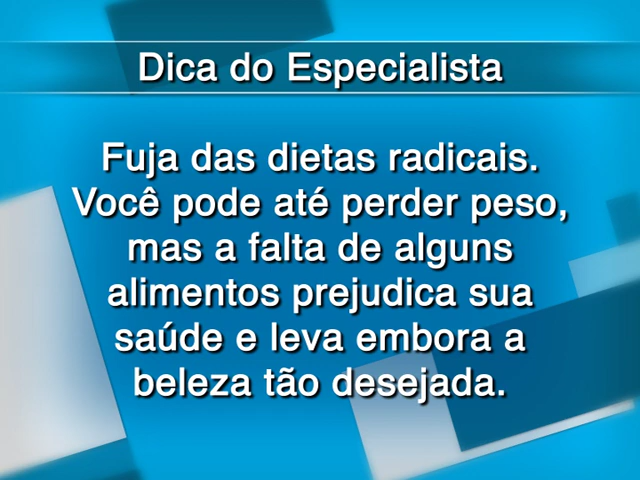 Dica do Especialista
Fuja das dietas radicais.
Você pode até perder peso,
mas a falta de alguns
alimentos prejudica sua
saúde e leva embora a
beleza tão desejada.